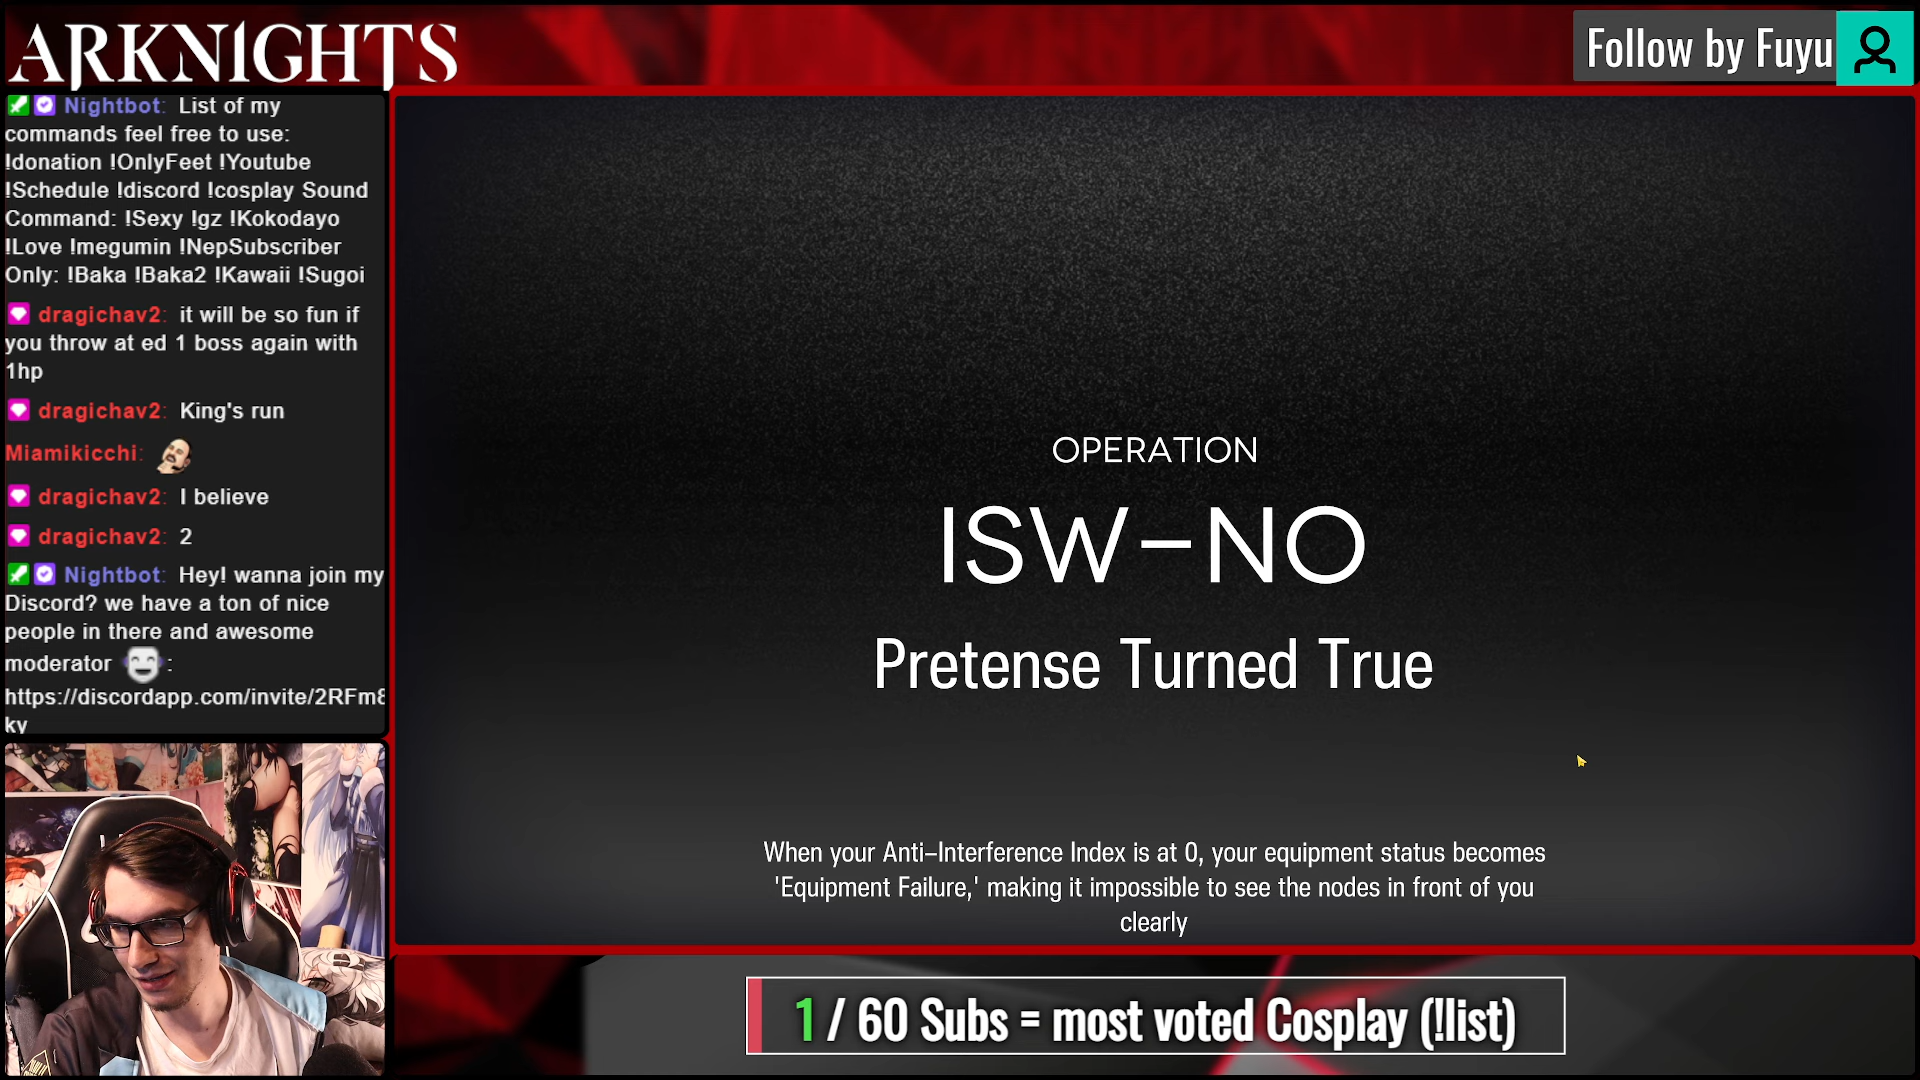 ARKNIGHTS
Follow by Fuyu
Nightbot: List of my
commands feel free to use:
!donation !OnlyFeet !Youtube
!Schedule !discord !cosplay Sound
Command: !Sexy !gz !Kokodayo
!Love !megumin !NepSubscriber
Only: !Baka !Baka2 !Kawaii !Sugoi
dragichav2: it will be so fun if
you throw at ed 1 boss again with
1hp
dragichav2: King's run
Miamikicchi:
dragichav2: I believe
dragichav2: 2
Nightbot: Hey! wanna join my
Discord? we have a ton of nice
people in there and awesome
moderator :
https://discordapp.com/invite/2RFm8
ky
OPERATION
ISW-NO
Pretense Turned True
When your Anti-Interference Index is at 0, your equipment status becomes
'Equipment Failure,' making it impossible to see the nodes in front of you
clearly
1 / 60 Subs = most voted Cosplay (!list)